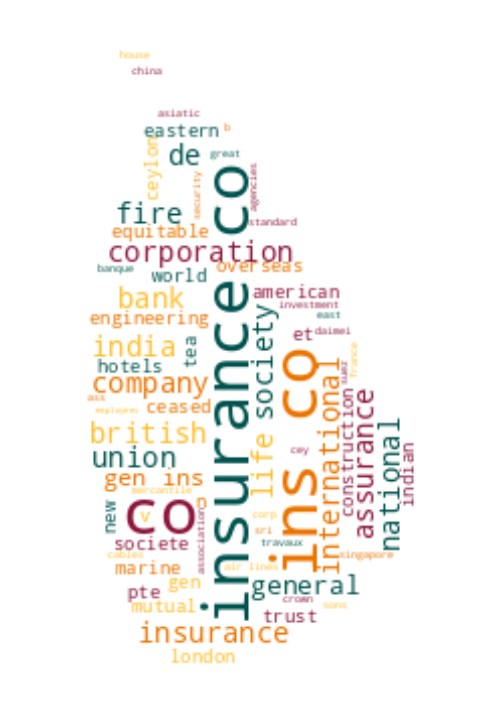 house
china
asiatic
eastern
b
de
great
ceylon
security
agencies
fire
standard
equitable
corporation
banque
world
overseas
insurance co
bank
american
investment
engineering
east
india
tea
society
et
daimei
hotels
ins co
france
suez
company
ass
employees
ceased
international
construction
assurance
british
life
national
union
cey
indian
gen ins
mercantile
new
co
v
p
corp
sri
association
societe
travaux
cables
singapore
marine
air lines
gen
general
pte
mutual
crown
sons
trust
insurance
london